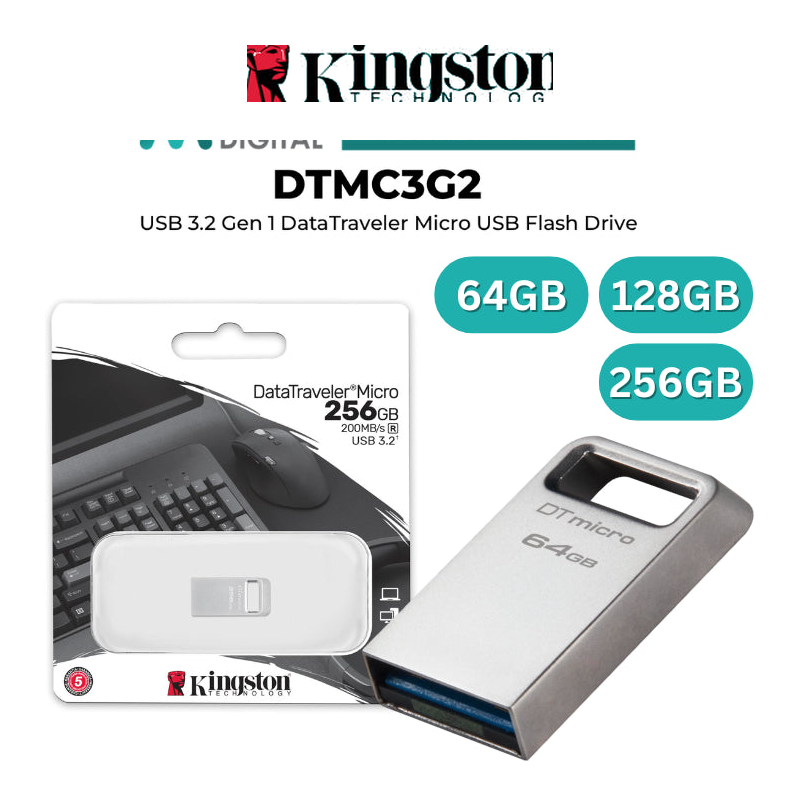 Kingston
TECHNOLOG
DIGITAL
DTMC3G2
USB 3.2 Gen 1 DataTraveler Micro USB Flash Drive
64GB
128GB
256GB
DataTraveler® Micro
256GB
200MB/s R
USB 3.2¹
DT micro
64GB
5
Kingston
TECHNOLOGY